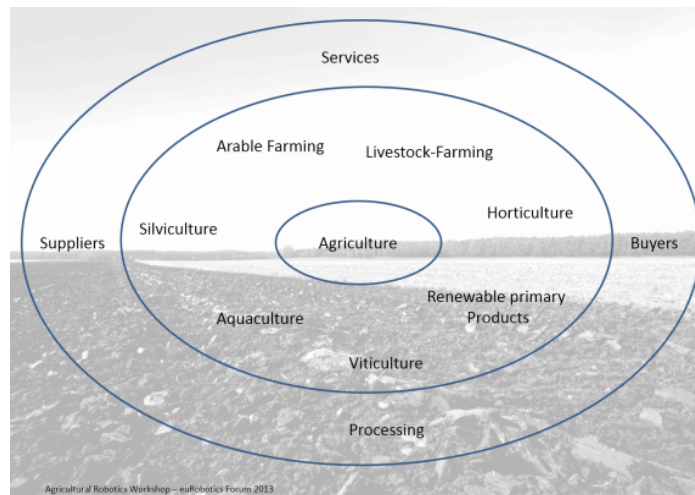 Services
Arable Farming
Livestock-Farming
Silviculture
Horticulture
Suppliers
Agriculture
Buyers
Renewable primary
Products
Aquaculture
Viticulture
Processing
Agricultural Robotics Workshop – euRobotics Forum 2013